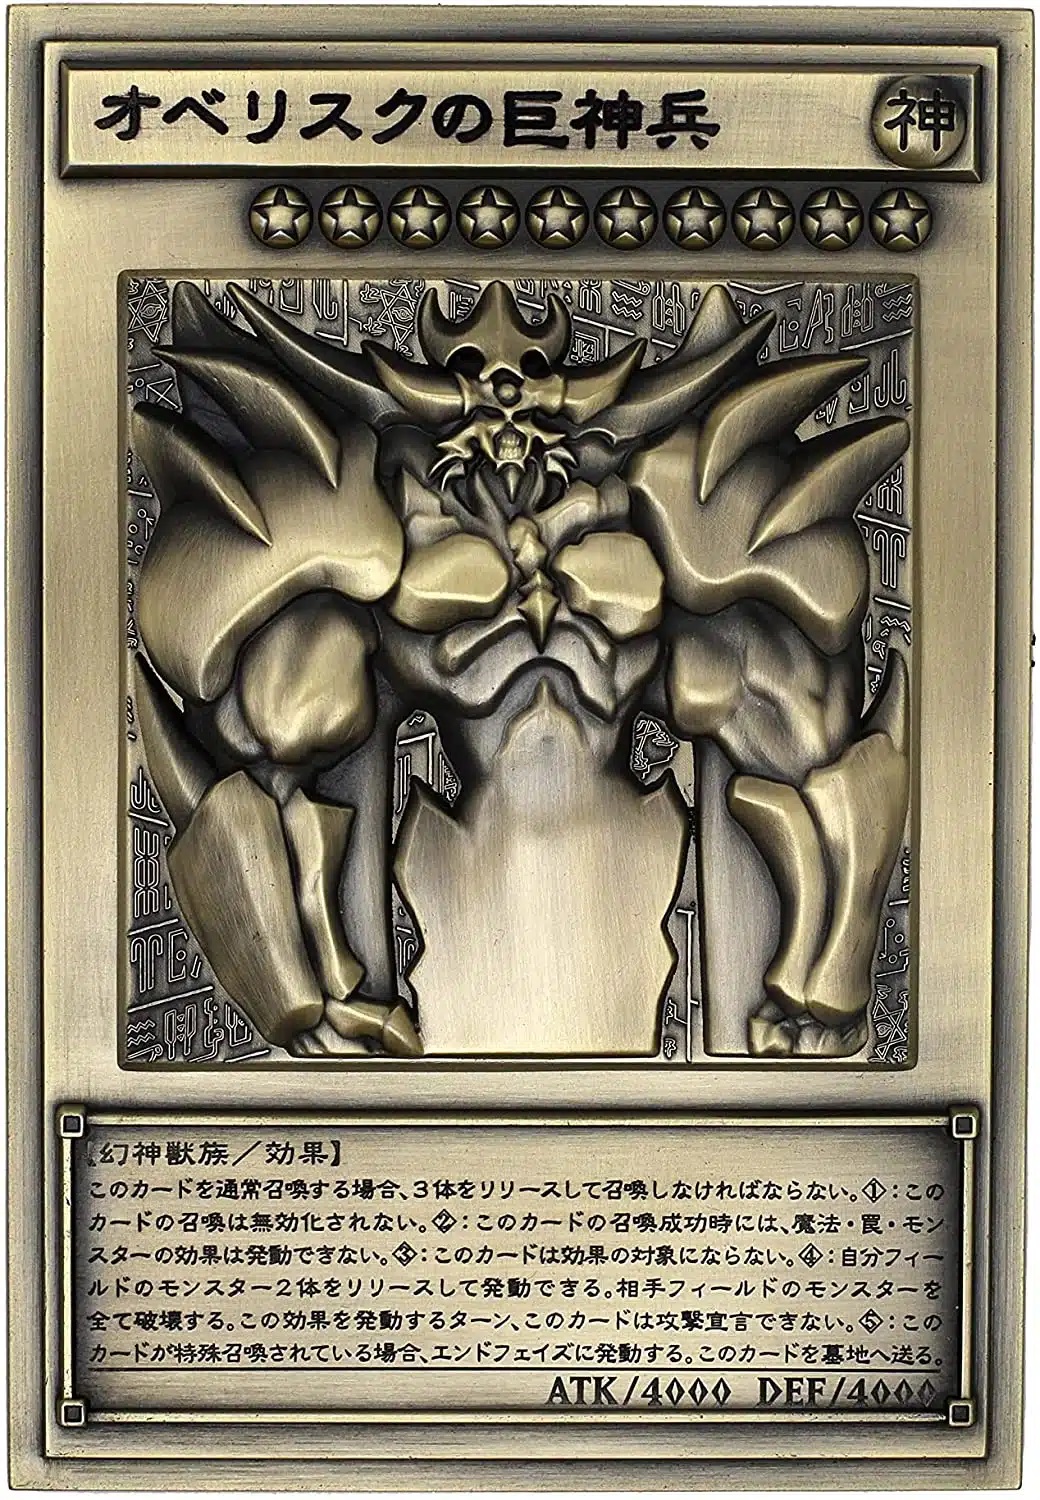 オベリスクの巨神兵
神
【幻神獣族／効果】
このカードを通常召喚する場合、3体をリリースして召喚しなければならない。①：この
カードの召喚は無効化されない。②：このカードの召喚成功時には、魔法・罠・モン
スターの効果は発動できない。③：このカードは効果の対象にならない。④：自分フィー
ルドのモンスター2体をリリースして発動できる。相手フィールドのモンスターを
全て破壊する。この効果を発動するターン、このカードは攻撃宣言できない。⑤：この
カードが特殊召喚されている場合、エンドフェイズに発動する。このカードを墓地へ送る。
ATK/4000 DEF/4000